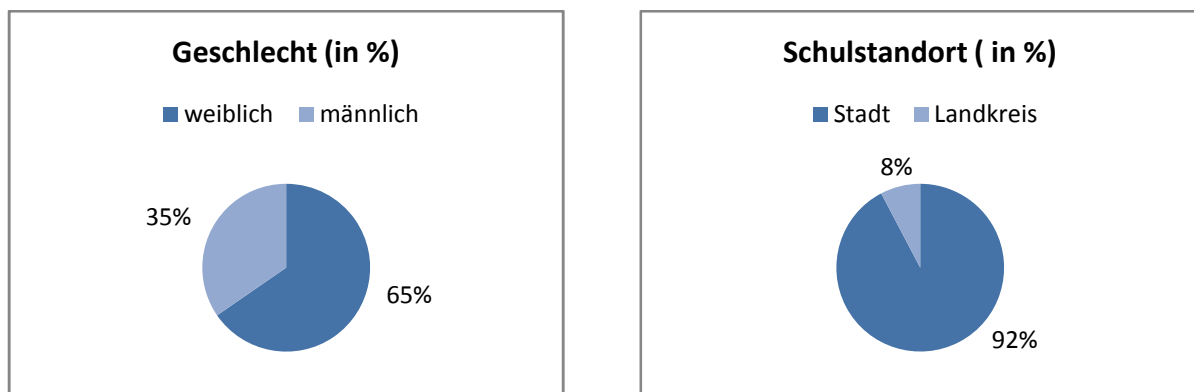 Geschlecht (in %)
weiblich männlich
35%
65%
Schulstandort ( in %)
Stadt Landkreis
8%
92%